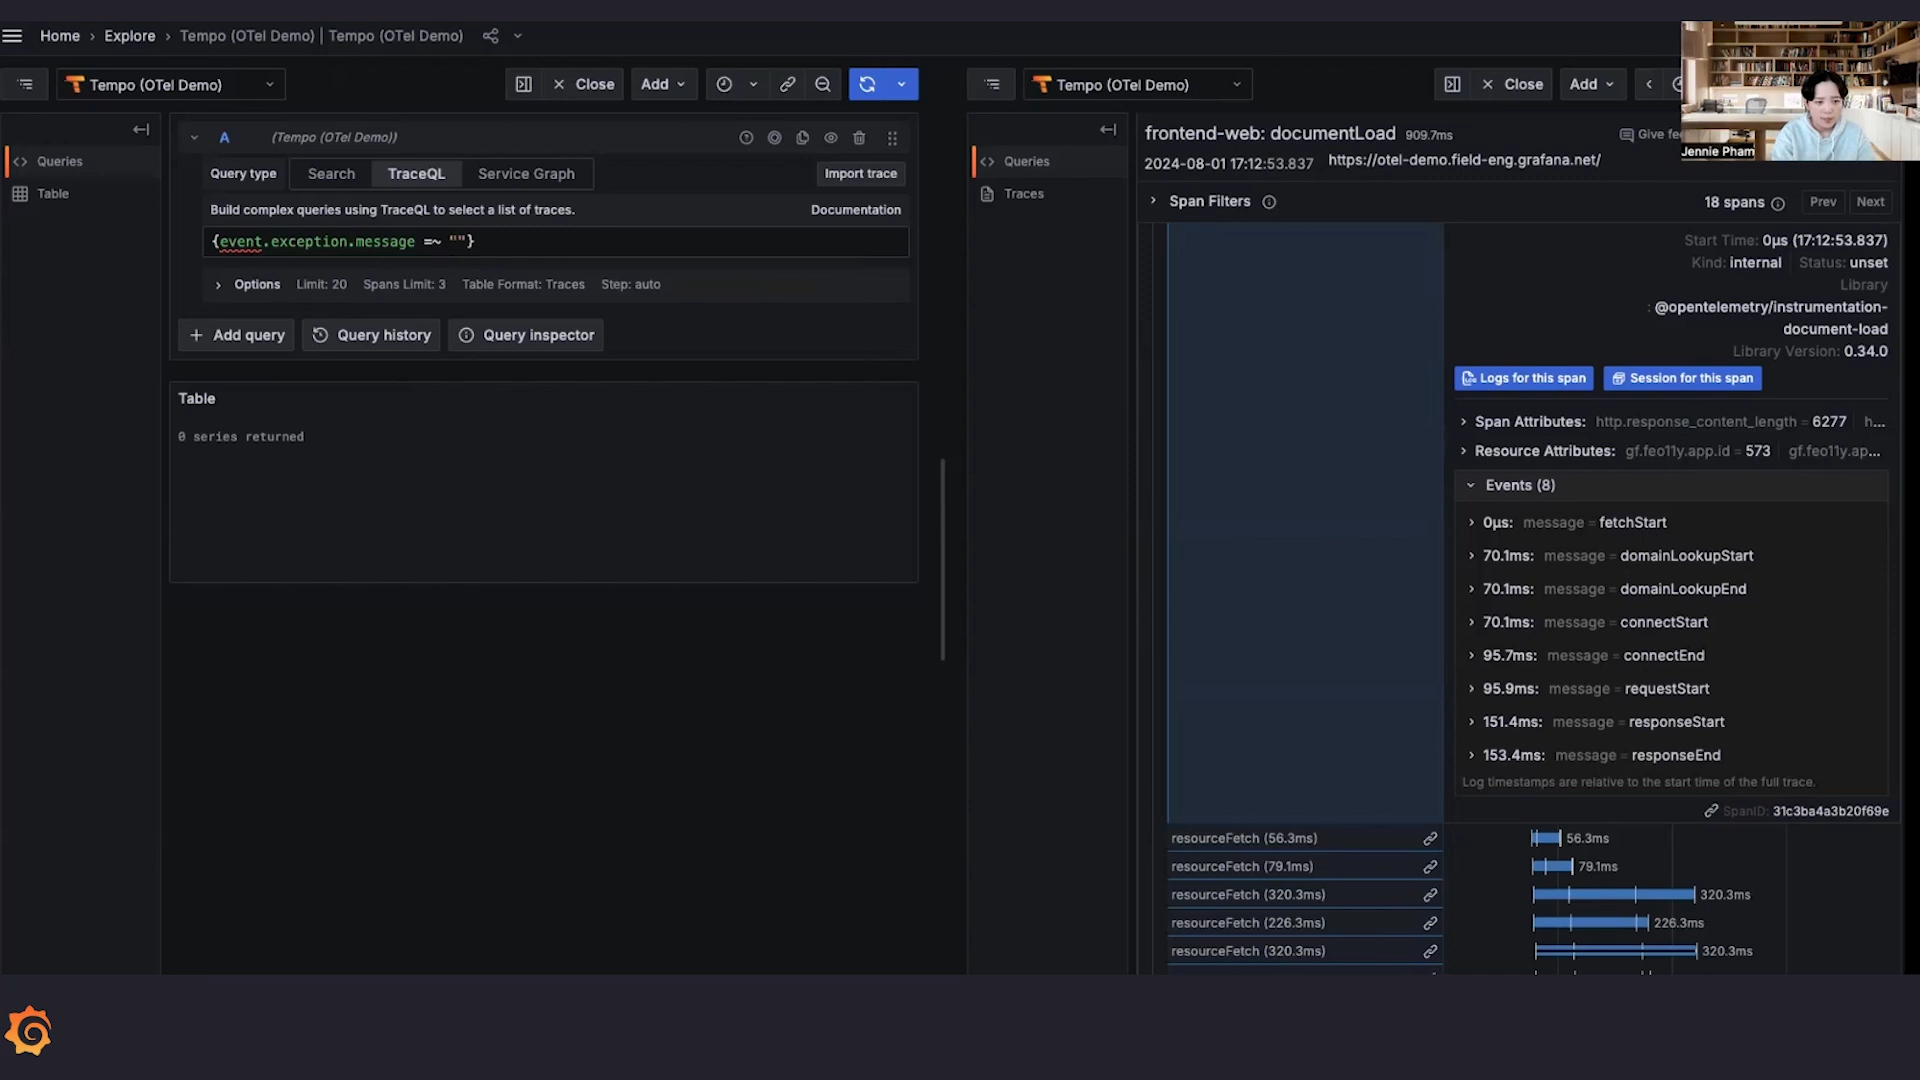 Home › Explore › Tempo (OTel Demo) | Tempo (OTel Demo)
Tempo (OTel Demo)
Close
Add
Queries
Table
A (Tempo (OTel Demo))
Query type
Search
TraceQL
Service Graph
Import trace
Build complex queries using TraceQL to select a list of traces.
Documentation
{event.exception.message =~ ""}
Options Limit: 20 Spans Limit: 3 Table Format: Traces Step: auto
+ Add query
Query history
Query inspector
Table
0 series returned
Tempo (OTel Demo)
Close
Add
Jennie Pham
Queries
Traces
frontend-web: documentLoad 909.7ms
Give
2024-08-01 17:12:53.837 https://otel-demo.field-eng.grafana.net/
Span Filters
18 spans
Prev
Next
Start Time: 0µs (17:12:53.837)
Kind: internal Status: unset
Library
: @opentelemetry/instrumentation-
document-load
Library Version: 0.34.0
Logs for this span
Session for this span
Span Attributes: http.response_content_length = 6277 h...
Resource Attributes: gf.feo11y.app.id = 573 gf.feo11y.ap...
Events (8)
0µs: message = fetchStart
70.1ms: message = domainLookupStart
70.1ms: message = domainLookupEnd
70.1ms: message = connectStart
95.7ms: message = connectEnd
95.9ms: message = requestStart
151.4ms: message = responseStart
153.4ms: message = responseEnd
Log timestamps are relative to the start time of the full trace.
SpanID: 31c3ba4a3b20f69e
resourceFetch (56.3ms) 56.3ms
resourceFetch (79.1ms) 79.1ms
resourceFetch (320.3ms) 320.3ms
resourceFetch (226.3ms) 226.3ms
resourceFetch (320.3ms) 320.3ms